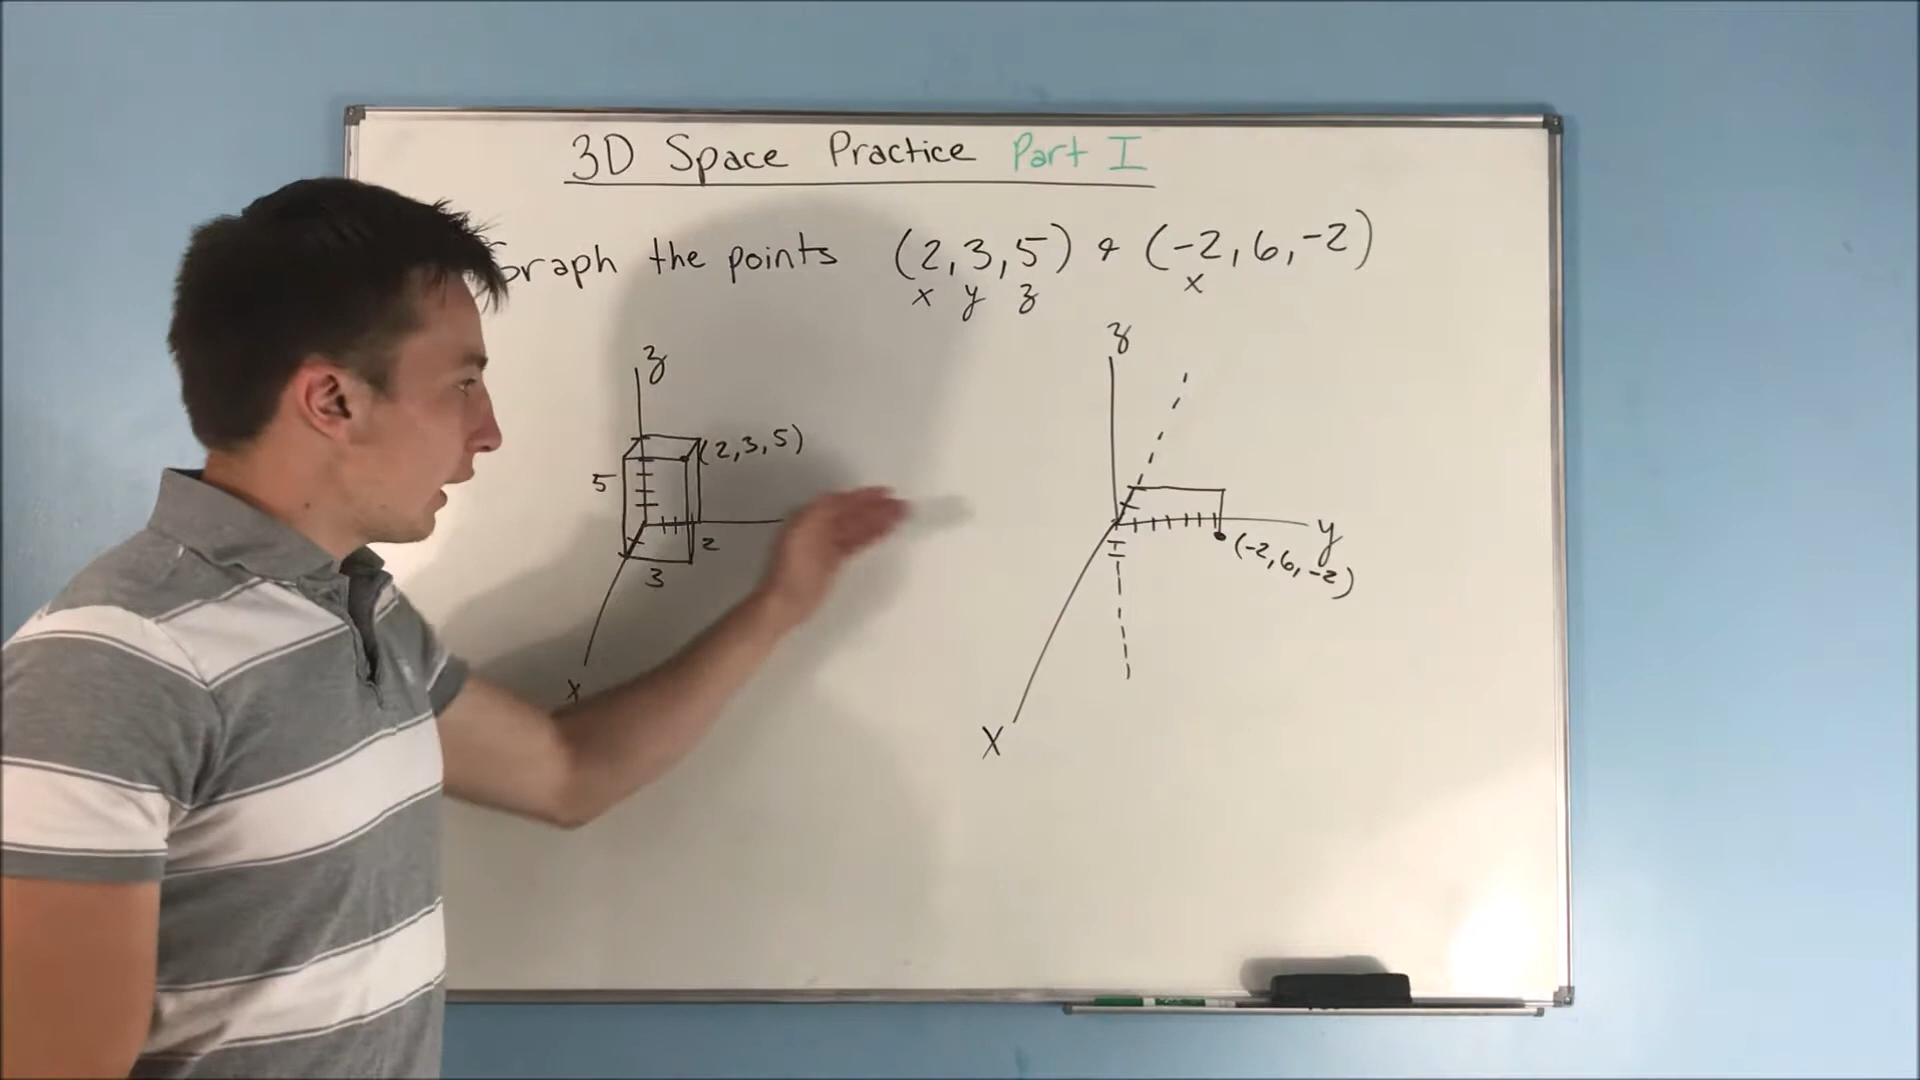 3D Space Practice Part I
Graph the points (2,3,5) & (-2,6,-2)
x y z x
z
(2,3,5)
5
2
3
x
z
y
(-2,6,-2)
X